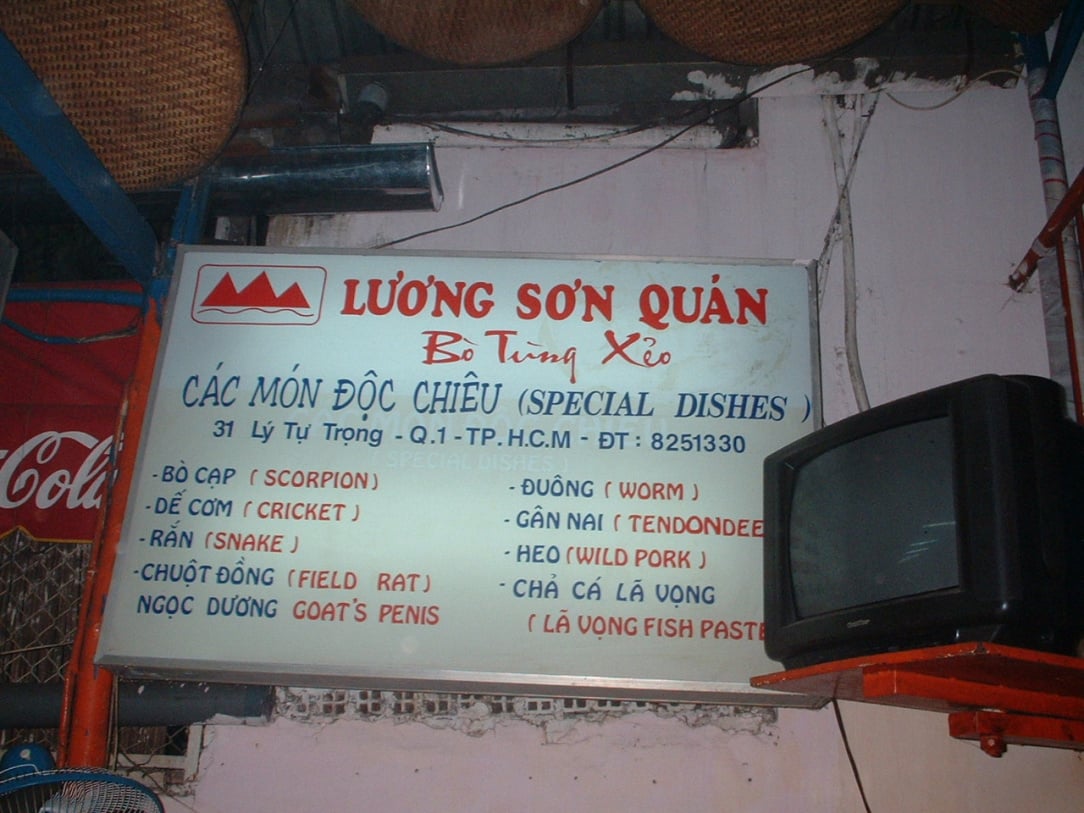 LƯƠNG SƠN QUÁN
Bò Tùng Xẻo
CÁC MÓN ĐỘC CHIÊU (SPECIAL DISHES )
31 Lý Tự Trọng - Q.1 - TP.H.C.M - ĐT : 8251330
(SPECIAL DISHES)
- BÒ CẠP ( SCORPION )
- DẾ CƠM ( CRICKET )
- RẮN (SNAKE )
- CHUỘT ĐỒNG (FIELD RAT)
NGỌC DƯƠNG GOAT'S PENIS
- ĐUÔNG ( WORM )
- GÂN NAI ( TENDONDEE
- HEO (WILD PORK )
- CHẢ CÁ LÃ VỌNG
( LÃ VỌNG FISH PASTE
Cola